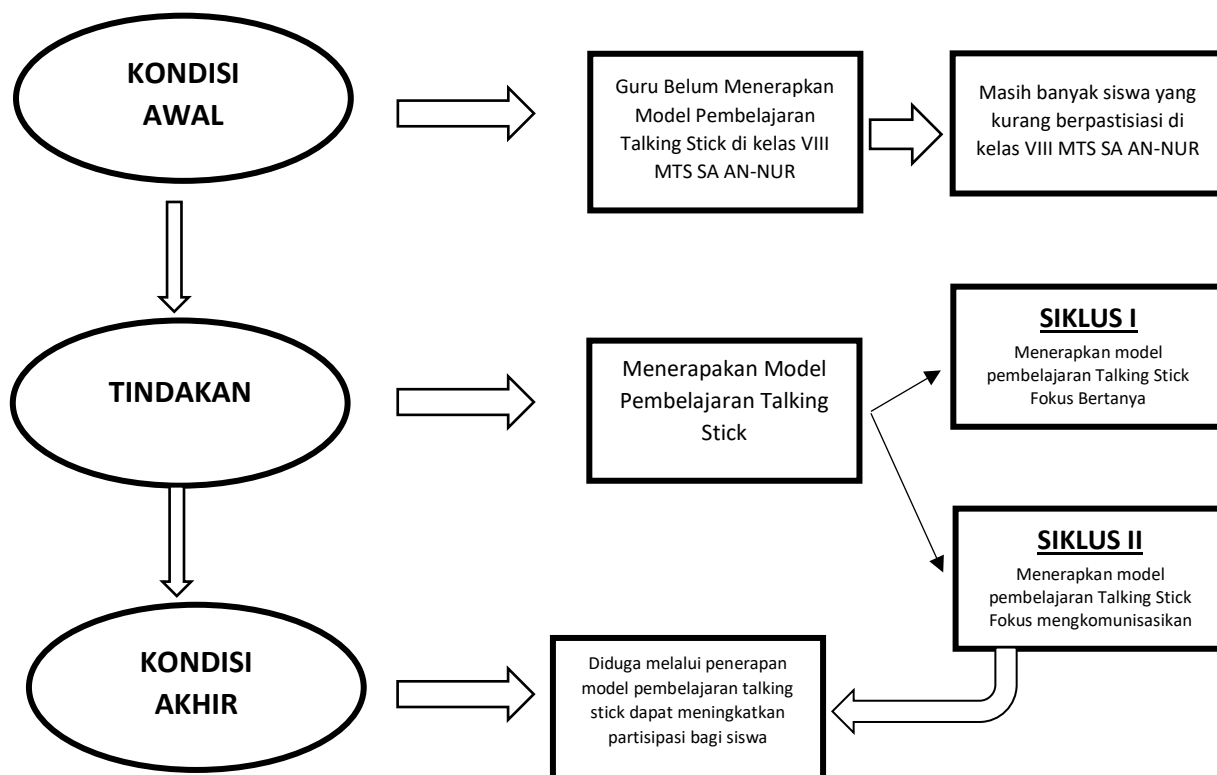 KONDISI
AWAL
Guru Belum Menerapkan
Model Pembelajaran
Talking Stick di kelas VIII
MTS SA AN-NUR
Masih banyak siswa yang
kurang berpastisiasi di
kelas VIII MTS SA AN-NUR
TINDAKAN
Menerapakan Model
Pembelajaran Talking
Stick
SIKLUS I
Menerapkan model
pembelajaran Talking Stick
Fokus Bertanya
SIKLUS II
Menerapkan model
pembelajaran Talking Stick
Fokus mengkomunisasikan
KONDISI
AKHIR
Diduga melalui penerapan
model pembelajaran talking
stick dapat meningkatkan
partisipasi bagi siswa